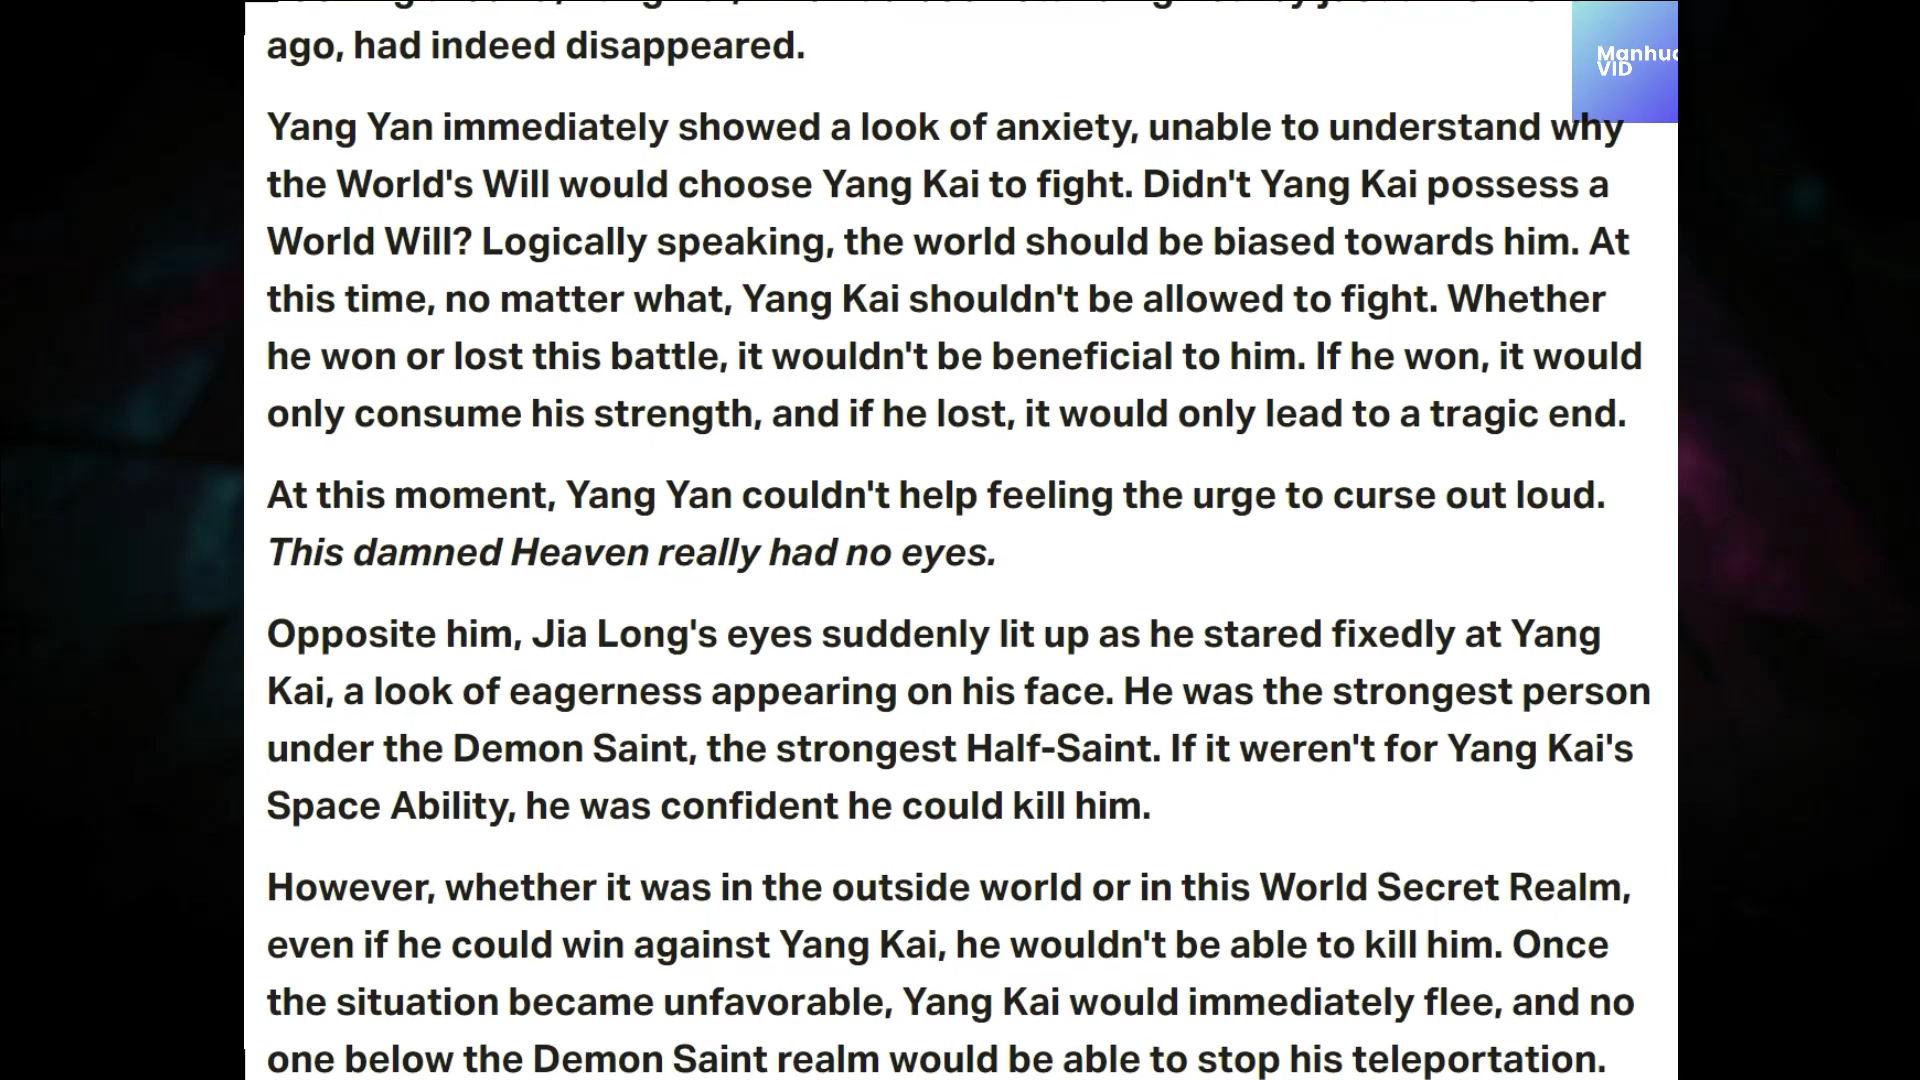 ago, had indeed disappeared.
Manhua
VID
Yang Yan immediately showed a look of anxiety, unable to understand why
the World's Will would choose Yang Kai to fight. Didn't Yang Kai possess a
World Will? Logically speaking, the world should be biased towards him. At
this time, no matter what, Yang Kai shouldn't be allowed to fight. Whether
he won or lost this battle, it wouldn't be beneficial to him. If he won, it would
only consume his strength, and if he lost, it would only lead to a tragic end.
At this moment, Yang Yan couldn't help feeling the urge to curse out loud.
This damned Heaven really had no eyes.
Opposite him, Jia Long's eyes suddenly lit up as he stared fixedly at Yang
Kai, a look of eagerness appearing on his face. He was the strongest person
under the Demon Saint, the strongest Half-Saint. If it weren't for Yang Kai's
Space Ability, he was confident he could kill him.
However, whether it was in the outside world or in this World Secret Realm,
even if he could win against Yang Kai, he wouldn't be able to kill him. Once
the situation became unfavorable, Yang Kai would immediately flee, and no
one below the Demon Saint realm would be able to stop his teleportation.